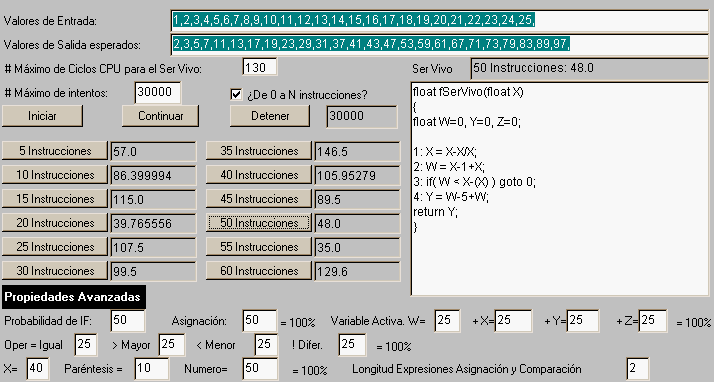 Valores de Entrada: 1,2,3,4,5,6,7,8,9,10,11,12,13,14,15,16,17,18,19,20,21,22,23,24,25,
Valores de Salida esperados: 2,3,5,7,11,13,17,19,23,29,31,37,41,43,47,53,59,61,67,71,73,79,83,89,97,
# Máximo de Ciclos CPU para el Ser Vivo: 130 Ser Vivo 50 Instrucciones: 48.0
# Máximo de intentos: 30000 ¿De 0 a N instrucciones?
Iniciar Continuar Detener 30000
5 Instrucciones 57.0 35 Instrucciones 146.5
10 Instrucciones 86.399994 40 Instrucciones 105.95279
15 Instrucciones 115.0 45 Instrucciones 89.5
20 Instrucciones 39.765556 50 Instrucciones 48.0
25 Instrucciones 107.5 55 Instrucciones 35.0
30 Instrucciones 99.5 60 Instrucciones 129.6
float fSerVivo(float X)
{
float W=0, Y=0, Z=0;
1: X = X-X/X;
2: W = X-1+X;
3: if( W < X-(X) ) goto 0;
4: Y = W-5+W;
return Y;
}
Propiedades Avanzadas
Probabilidad de IF: 50 Asignación: 50 = 100% Variable Activa. W= 25 + X= 25 + Y= 25 + Z= 25 = 100%
Oper = Igual 25 > Mayor 25 < Menor 25 ! Difer. 25 = 100%
X= 40 Paréntesis = 10 Numero= 50 = 100% Longitud Expresiones Asignación y Comparación 2